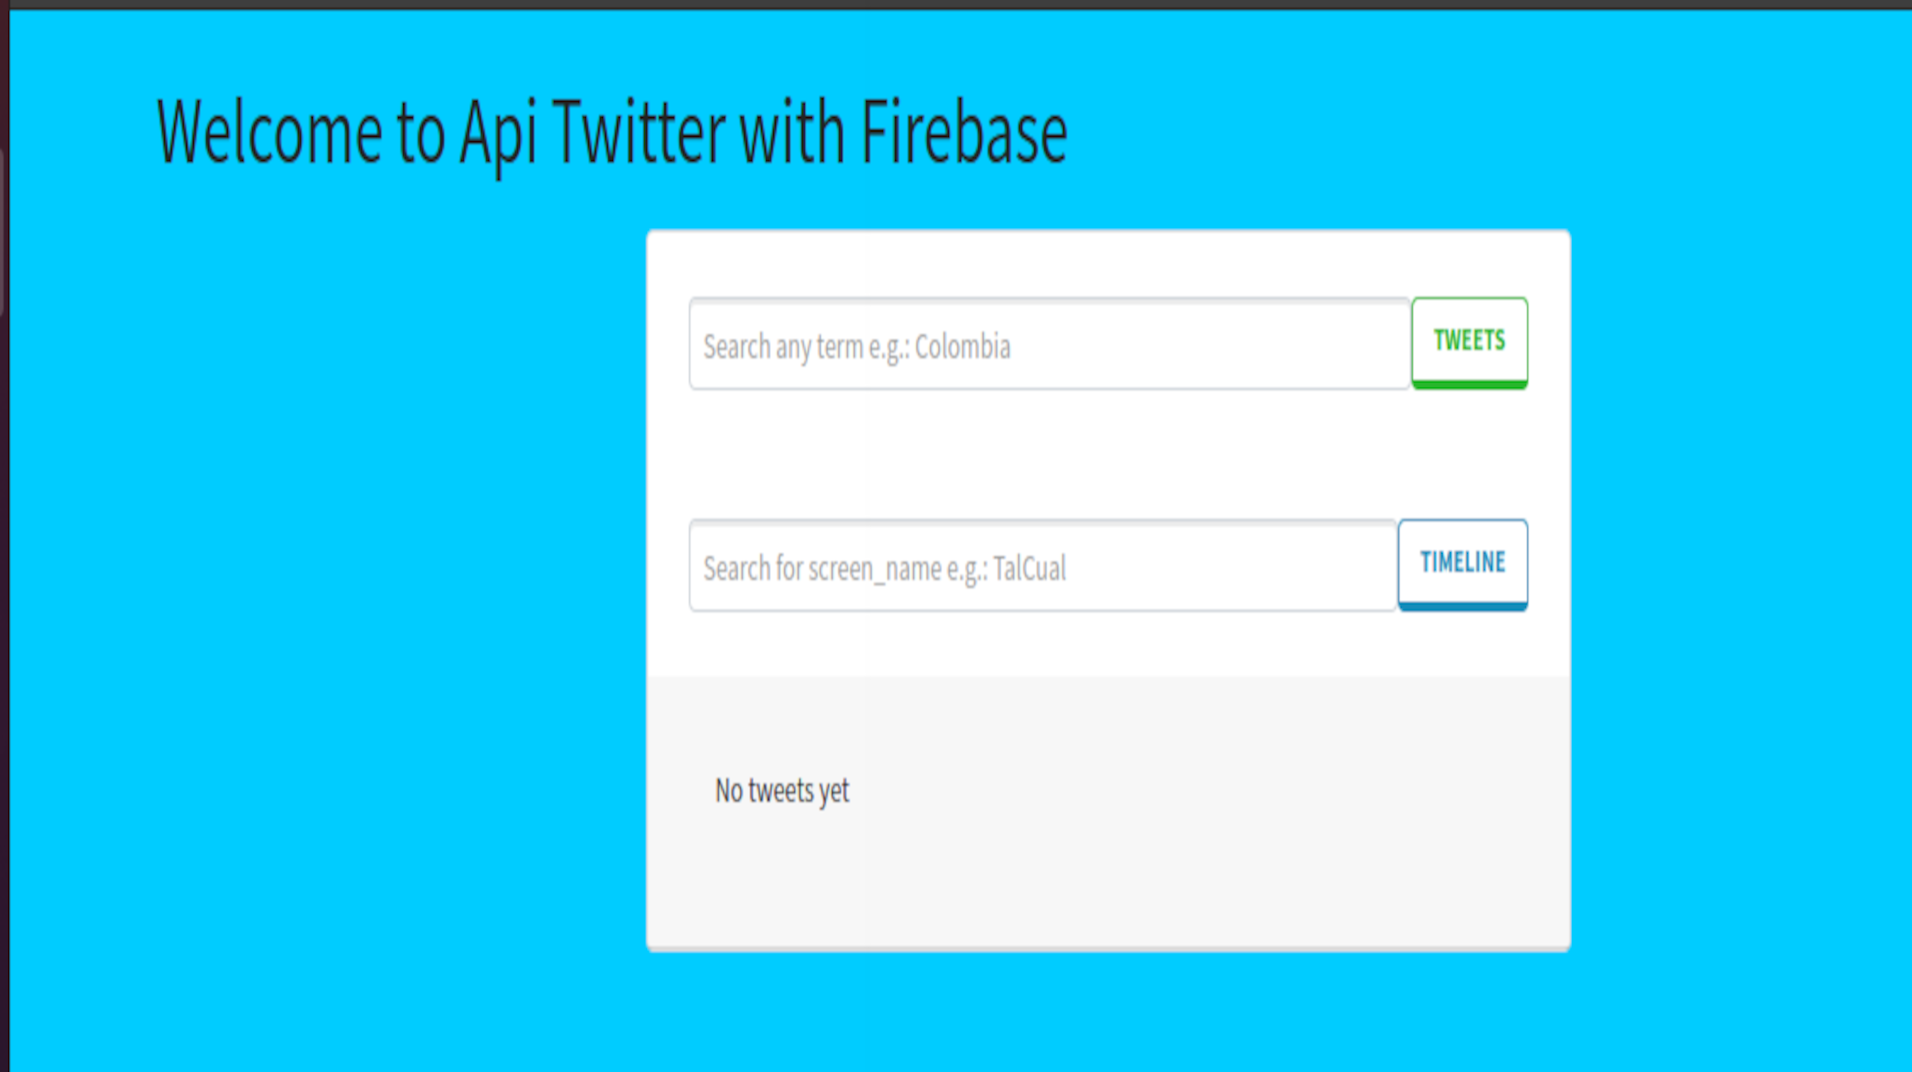 Welcome to Api Twitter with Firebase
Search any term e.g.: Colombia
TWEETS
Search for screen_name e.g.: TalCual
TIMELINE
No tweets yet